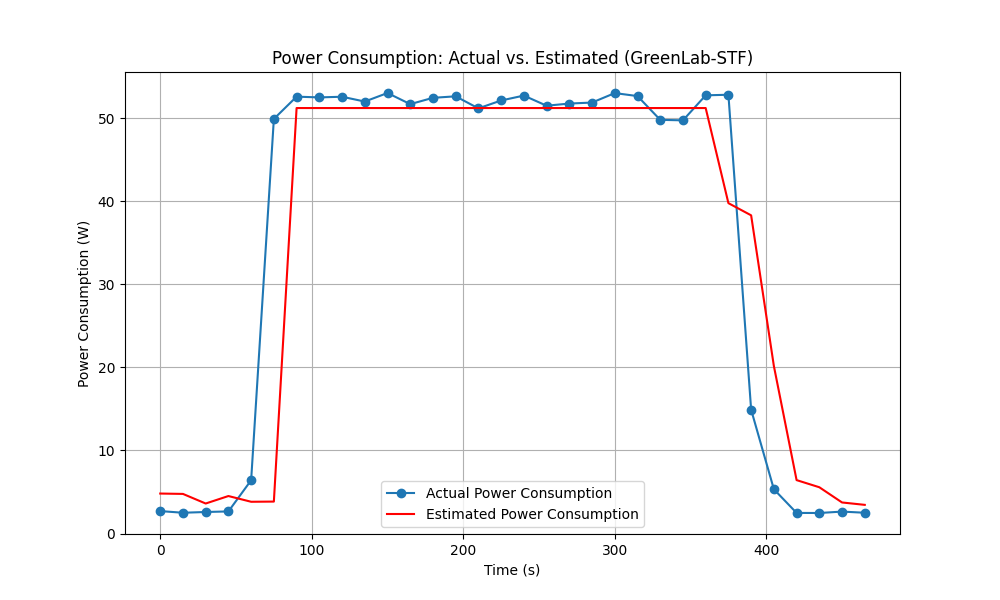 Power Consumption: Actual vs. Estimated (GreenLab-STF)
Power Consumption (W)
50
40
30
20
10
0
Actual Power Consumption
Estimated Power Consumption
0 100 200 300 400
Time (s)